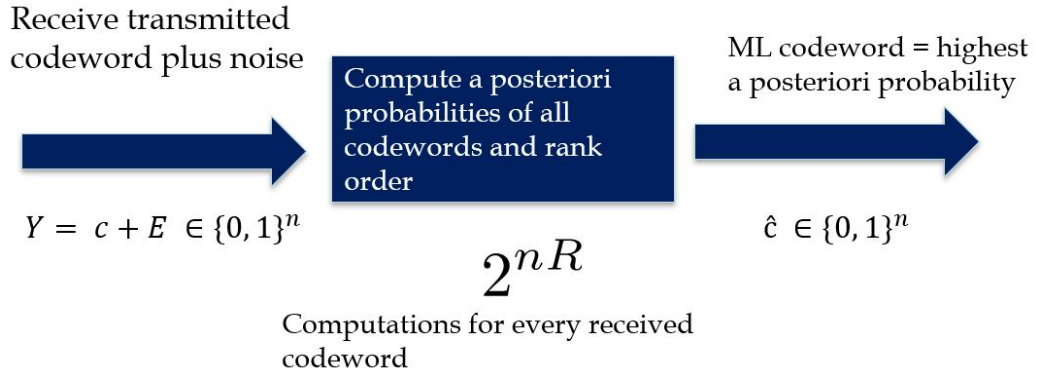 Receive transmitted
codeword plus noise
Compute a posteriori
probabilities of all
codewords and rank
order
ML codeword = highest
a posteriori probability
Y = c + E ∈ {0, 1}ⁿ
ĉ ∈ {0, 1}ⁿ
2ⁿᴿ
Computations for every received
codeword